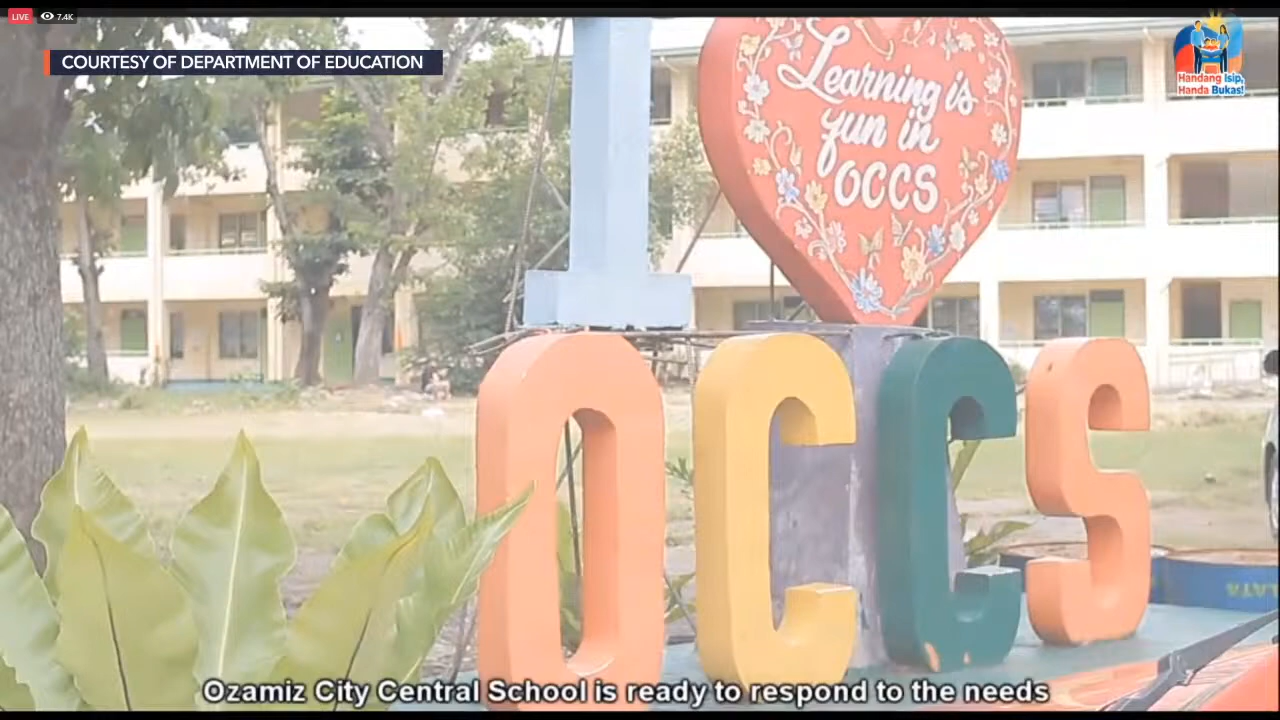 LIVE 7.4K
COURTESY OF DEPARTMENT OF EDUCATION
Handang Isip,
Handa Bukas!
I
Learning is
fun in
OCCS
OCCS
Ozamiz City Central School is ready to respond to the needs